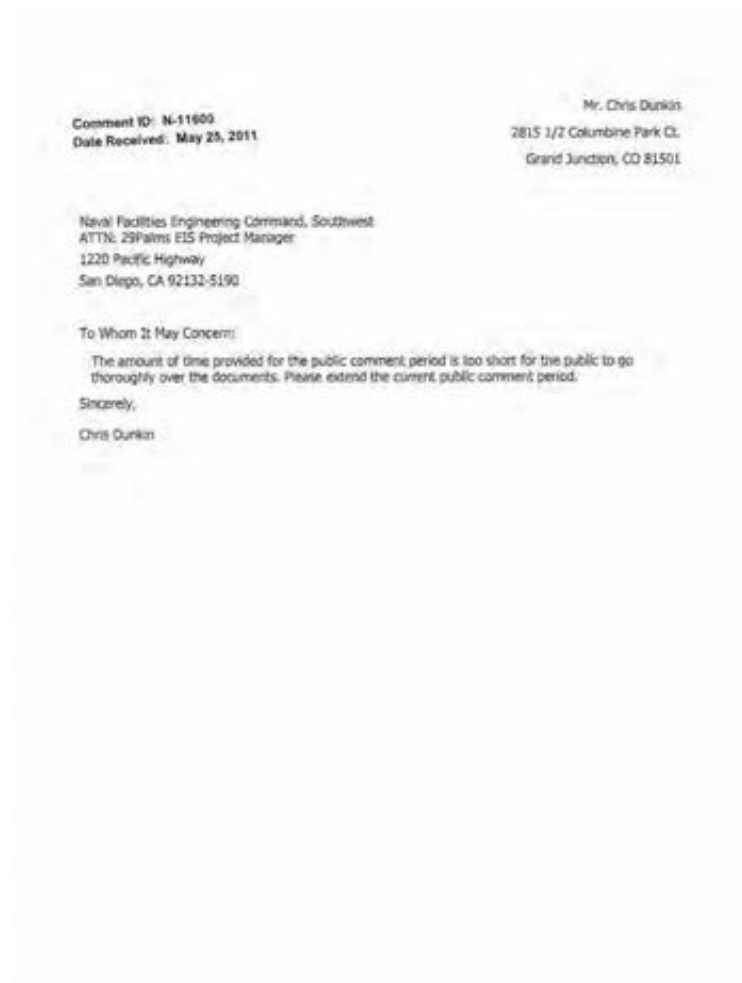 Comment ID: N-11600
Date Received: May 25, 2011
Mr. Chris Dunkin
2815 1/2 Columbine Park Ct.
Grand Junction, CO 81501
Naval Facilities Engineering Command, Southwest
ATTN: 29Palms EIS Project Manager
1220 Pacific Highway
San Diego, CA 92132-5190
To Whom It May Concern:
The amount of time provided for the public comment period is too short for the public to go
thoroughly over the documents. Please extend the current public comment period.
Sincerely,
Chris Dunkin